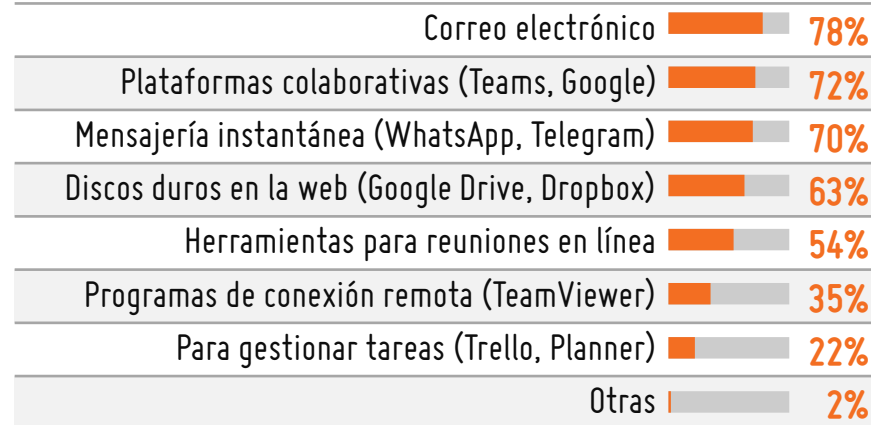 Correo electrónico 78%
Plataformas colaborativas (Teams, Google) 72%
Mensajería instantánea (WhatsApp, Telegram) 70%
Discos duros en la web (Google Drive, Dropbox) 63%
Herramientas para reuniones en línea 54%
Programas de conexión remota (TeamViewer) 35%
Para gestionar tareas (Trello, Planner) 22%
Otras 2%